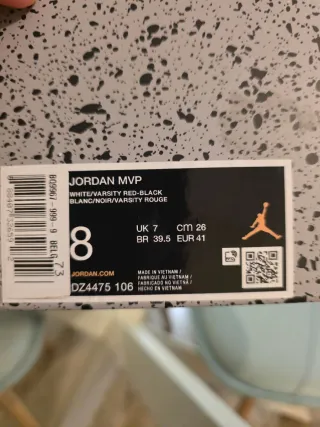 JORDAN MVP
WHITE/VARSITY RED-BLACK
BLANC/NOIR/VARSITY ROUGE
8
UK 7 CM 26
BR 39.5 EUR 41
JORDAN.COM
DZ4475 106
MADE IN VIETNAM /
FABRIQUÉ AU VIETNAM /
FABRICADO NO VIETNÃ /
HECHO EN VIETNAM
73